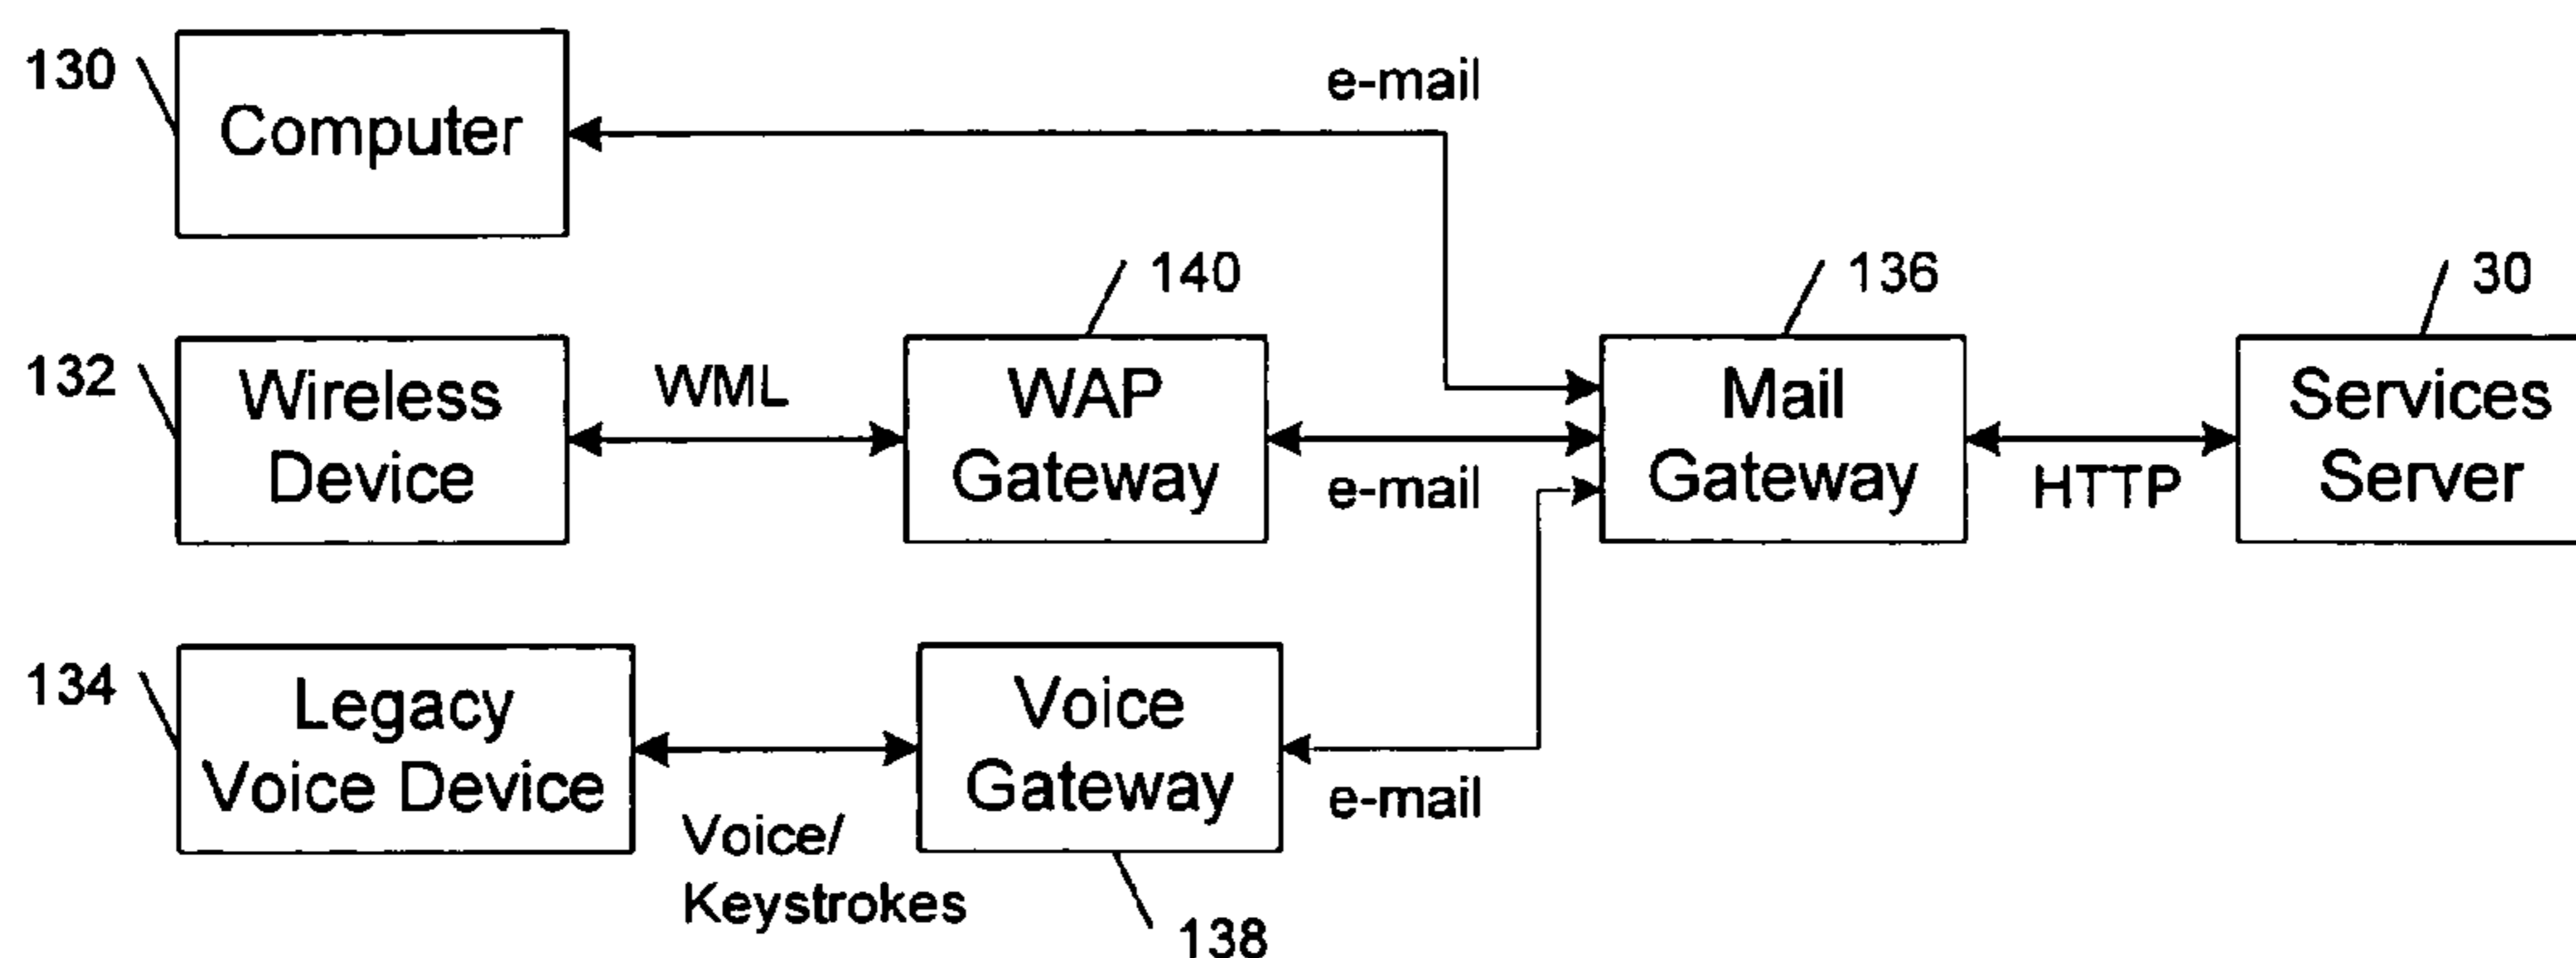 130
Computer
e-mail
140
136
30
132
Wireless
Device
WML
WAP
Gateway
e-mail
Mail
Gateway
HTTP
Services
Server
134
Legacy
Voice Device
Voice/
Keystrokes
Voice
Gateway
e-mail
138